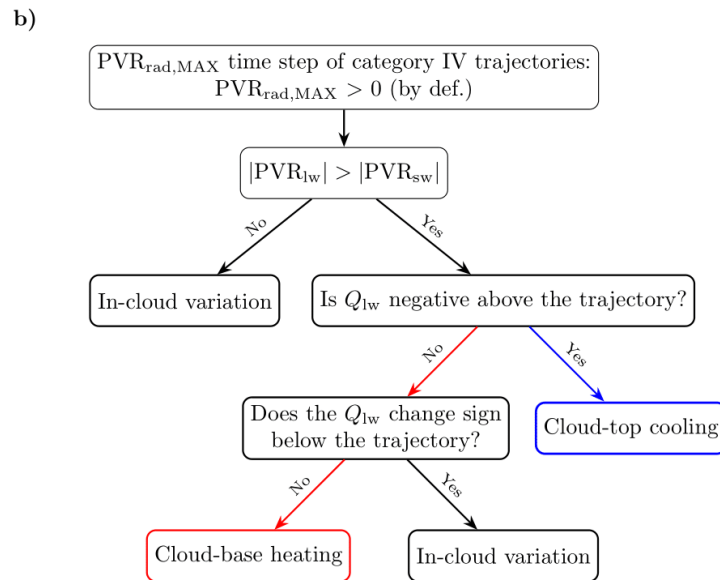 b)
PVR_rad,MAX time step of category IV trajectories:
PVR_rad,MAX > 0 (by def.)
|PVR_lw| > |PVR_sw|
No
Yes
In-cloud variation
Is Q_lw negative above the trajectory?
No
Yes
Does the Q_lw change sign
below the trajectory?
Cloud-top cooling
No
Yes
Cloud-base heating
In-cloud variation